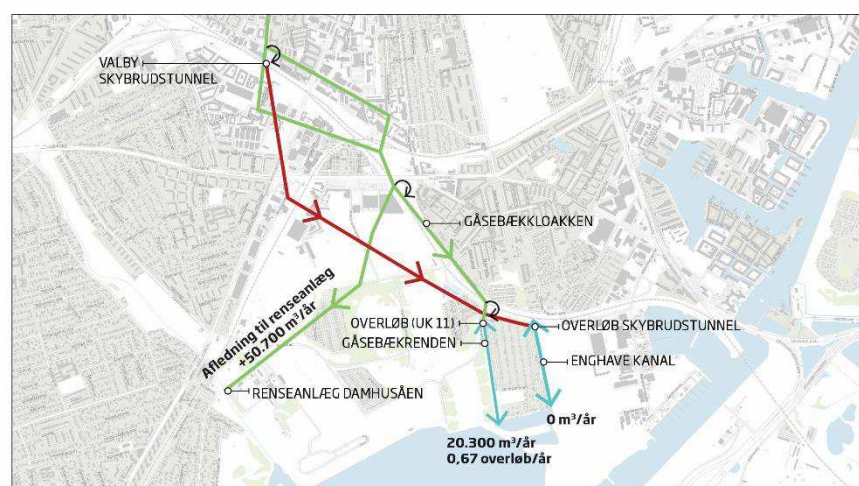 VALBY
SKYBRUDSTUNNEL
GÅSEBÆKKLOAKKEN
Afledning til renseanlæg
+50.700 m³/år
OVERLØB (UK 11)
GÅSEBÆKRENDEN
OVERLØB SKYBRUDSTUNNEL
ENGHAVE KANAL
RENSEANLÆG DAMHUSÅEN
0 m³/år
20.300 m³/år
0,67 overløb/år